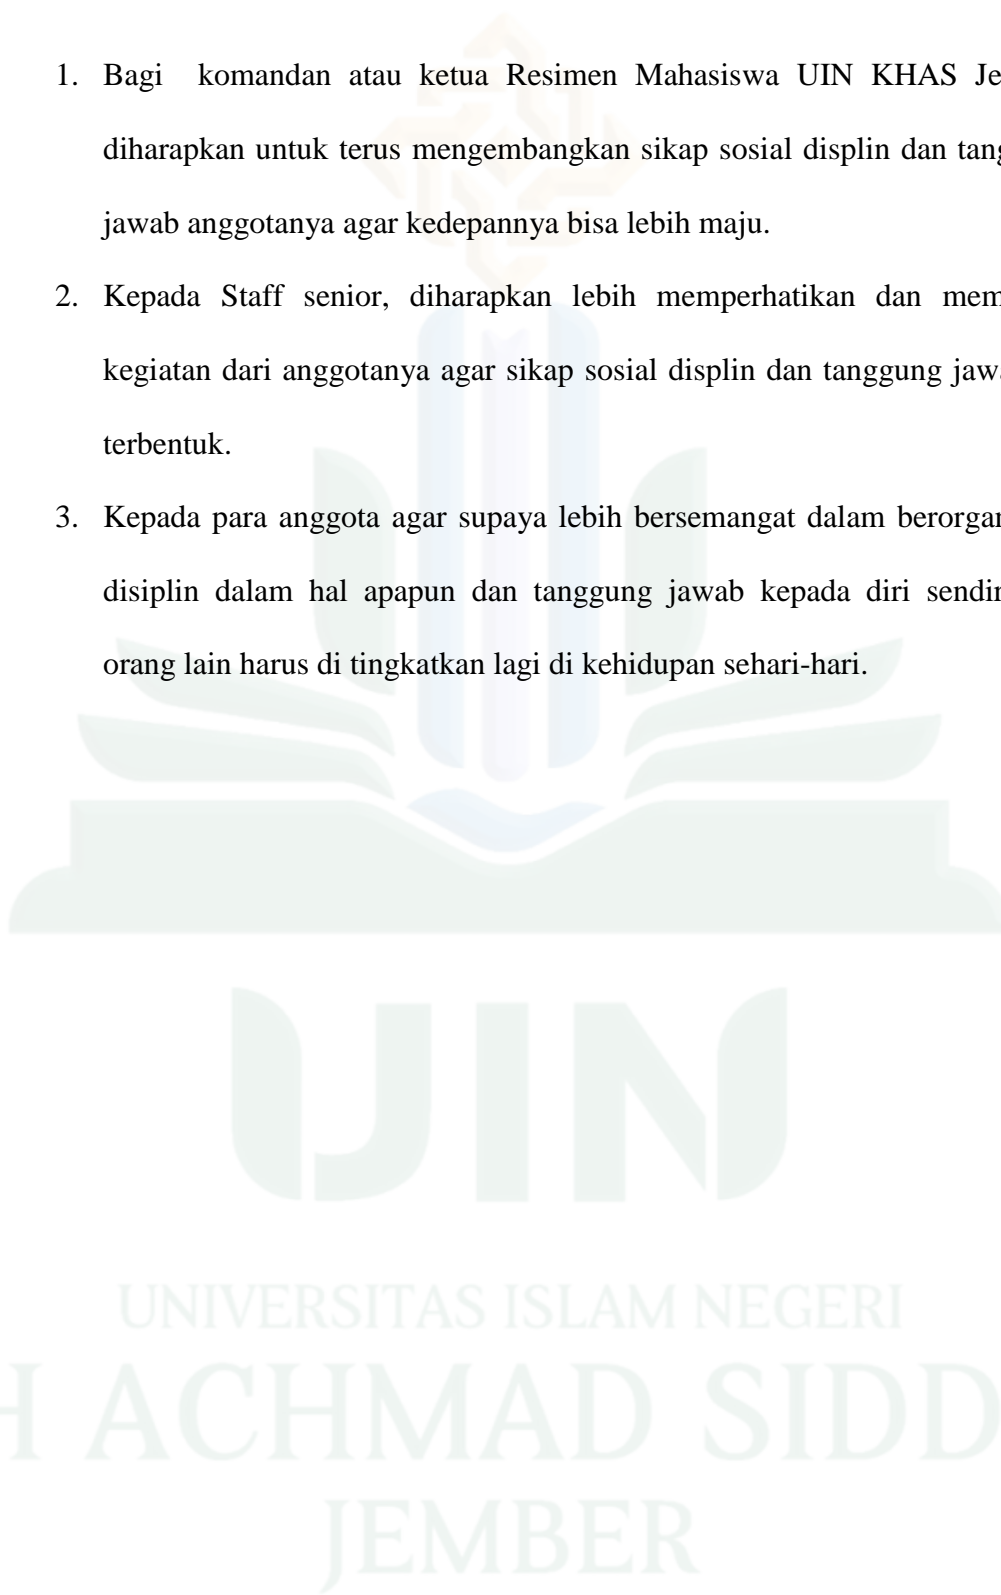 1. Bagi komandan atau ketua Resimen Mahasiswa UIN KHAS Je
diharapkan untuk terus mengembangkan sikap sosial displin dan tang
jawab anggotanya agar kedepannya bisa lebih maju.
2. Kepada Staff senior, diharapkan lebih memperhatikan dan mem
kegiatan dari anggotanya agar sikap sosial displin dan tanggung jawa
terbentuk.
3. Kepada para anggota agar supaya lebih bersemangat dalam berorgan
disiplin dalam hal apapun dan tanggung jawab kepada diri sendir
orang lain harus di tingkatkan lagi di kehidupan sehari-hari.
UIN
UNIVERSITAS ISLAM NEGERI
H ACHMAD SIDD
JEMBER